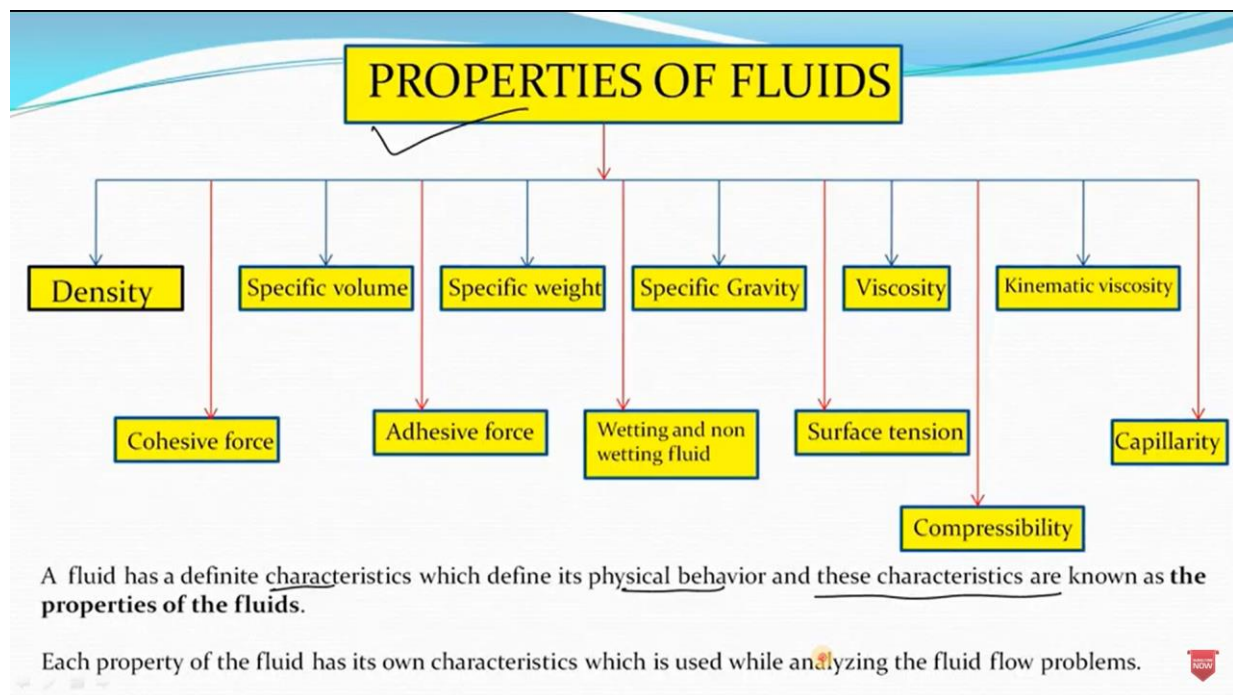 PROPERTIES OF FLUIDS
Density
Specific volume
Specific weight
Specific Gravity
Viscosity
Kinematic viscosity
Cohesive force
Adhesive force
Wetting and non
wetting fluid
Surface tension
Capillarity
Compressibility
A fluid has a definite characteristics which define its physical behavior and these characteristics are known as the
properties of the fluids.
Each property of the fluid has its own characteristics which is used while analyzing the fluid flow problems.
NOW